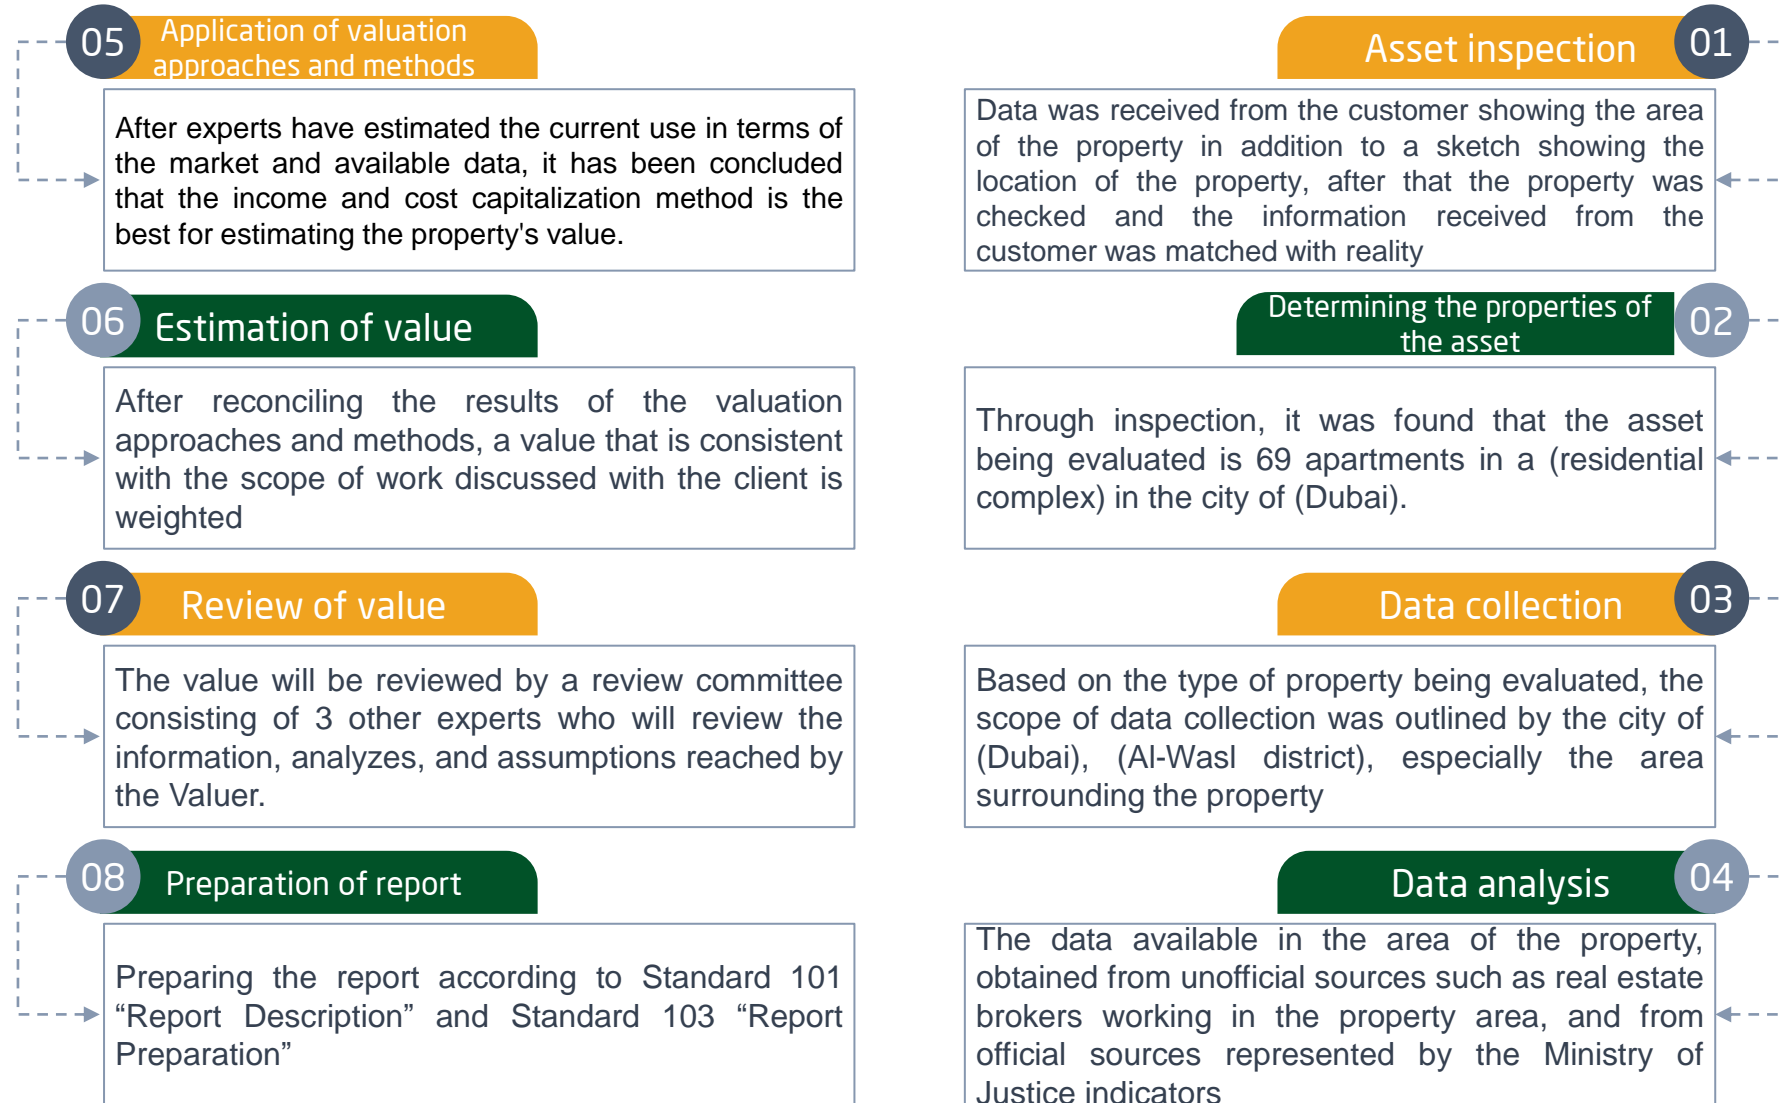 01
Asset inspection
Data was received from the customer showing the area
of the property in addition to a sketch showing the
location of the property, after that the property was
checked and the information received from the
customer was matched with reality
02
Determining the properties of
the asset
Through inspection, it was found that the asset
being evaluated is 69 apartments in a (residential
complex) in the city of (Dubai).
03
Data collection
Based on the type of property being evaluated, the
scope of data collection was outlined by the city of
(Dubai), (Al-Wasl district), especially the area
surrounding the property
04
Data analysis
The data available in the area of the property,
obtained from unofficial sources such as real estate
brokers working in the property area, and from
official sources represented by the Ministry of
Justice indicators
05
Application of valuation
approaches and methods
After experts have estimated the current use in terms of
the market and available data, it has been concluded
that the income and cost capitalization method is the
best for estimating the property's value.
06
Estimation of value
After reconciling the results of the valuation
approaches and methods, a value that is consistent
with the scope of work discussed with the client is
weighted
07
Review of value
The value will be reviewed by a review committee
consisting of 3 other experts who will review the
information, analyzes, and assumptions reached by
the Valuer.
08
Preparation of report
Preparing the report according to Standard 101
“Report Description” and Standard 103 “Report
Preparation”